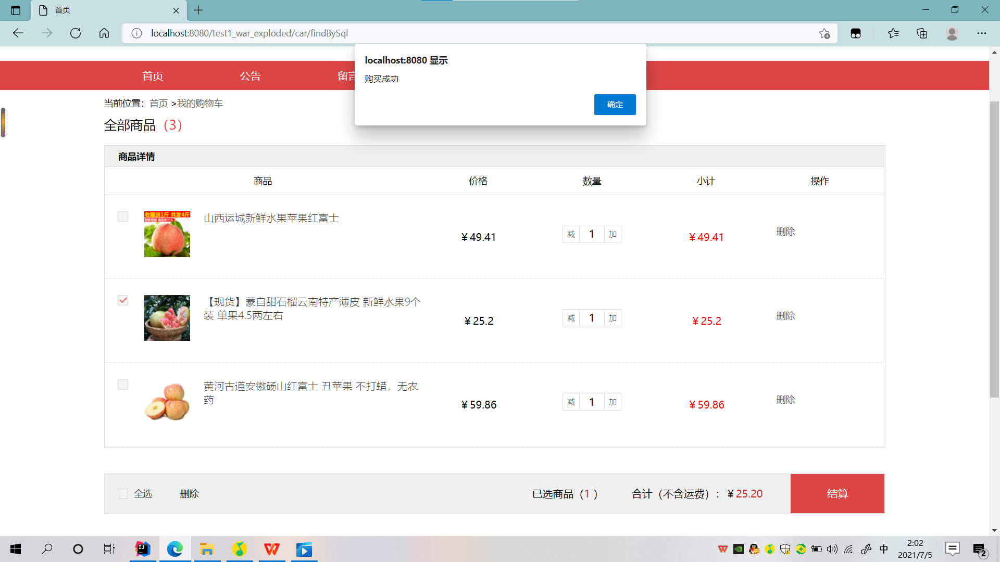 首页
localhost:8080/test1_war_exploded/car/findBySql
localhost:8080 显示
购买成功
确定
首页
公告
当前位置：首页 >我的购物车
全部商品（3）
商品详情
商品 价格 数量 小计 操作
收藏送1斤 共发4斤
山西运城新鲜水果苹果红富士
¥49.41 减 1 加 ¥49.41 删除
【现货】蒙自甜石榴云南特产薄皮 新鲜水果9个
装 单果4.5两左右
¥25.2 减 1 加 ¥25.2 删除
黄河古道安徽砀山红富士 丑苹果 不打蜡，无农
药
¥59.86 减 1 加 ¥59.86 删除
全选 删除 已选商品（1 ） 合计（不含运费）：¥25.20 结算
中
2:02
2021/7/5
2